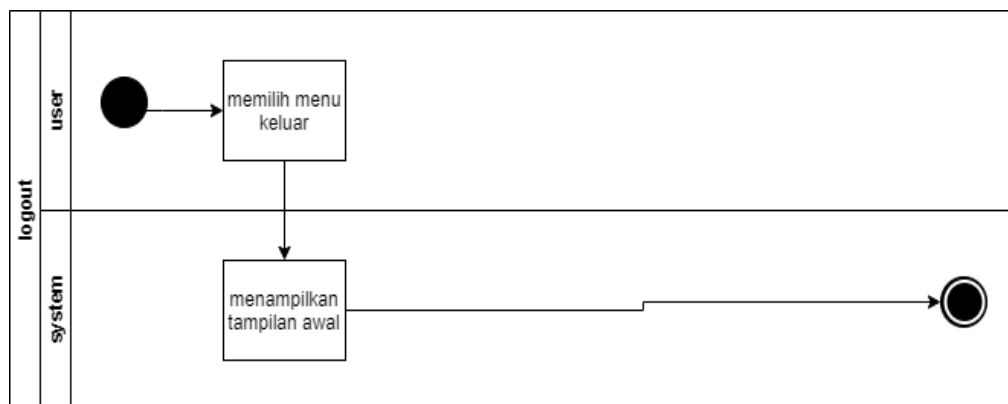 logout
user
memilih menu
keluar
system
menampilkan
tampilan awal